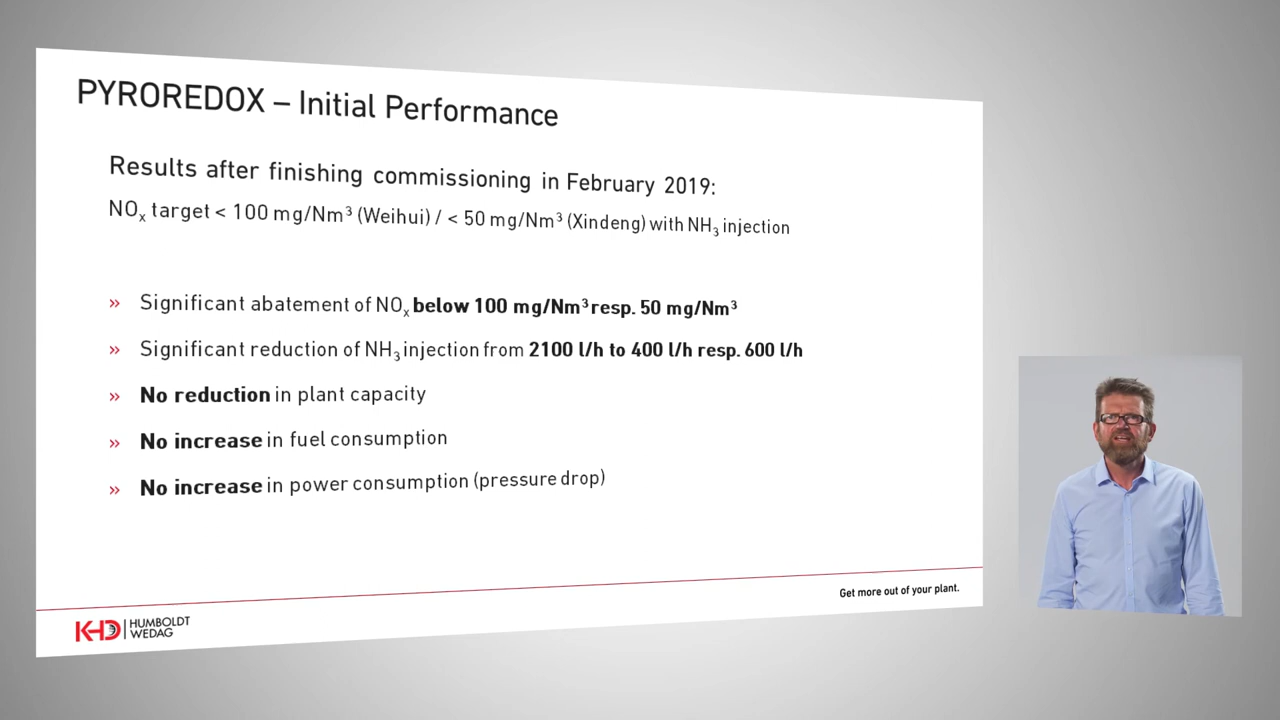 PYROREDOX – Initial Performance
Results after finishing commissioning in February 2019:
NOx target < 100 mg/Nm³ (Weihui) / < 50 mg/Nm³ (Xindeng) with NH₃ injection
» Significant abatement of NOx below 100 mg/Nm³ resp. 50 mg/Nm³
» Significant reduction of NH₃ injection from 2100 l/h to 400 l/h resp. 600 l/h
» No reduction in plant capacity
» No increase in fuel consumption
» No increase in power consumption (pressure drop)
Get more out of your plant.
KHD HUMBOLDT
WEDAG